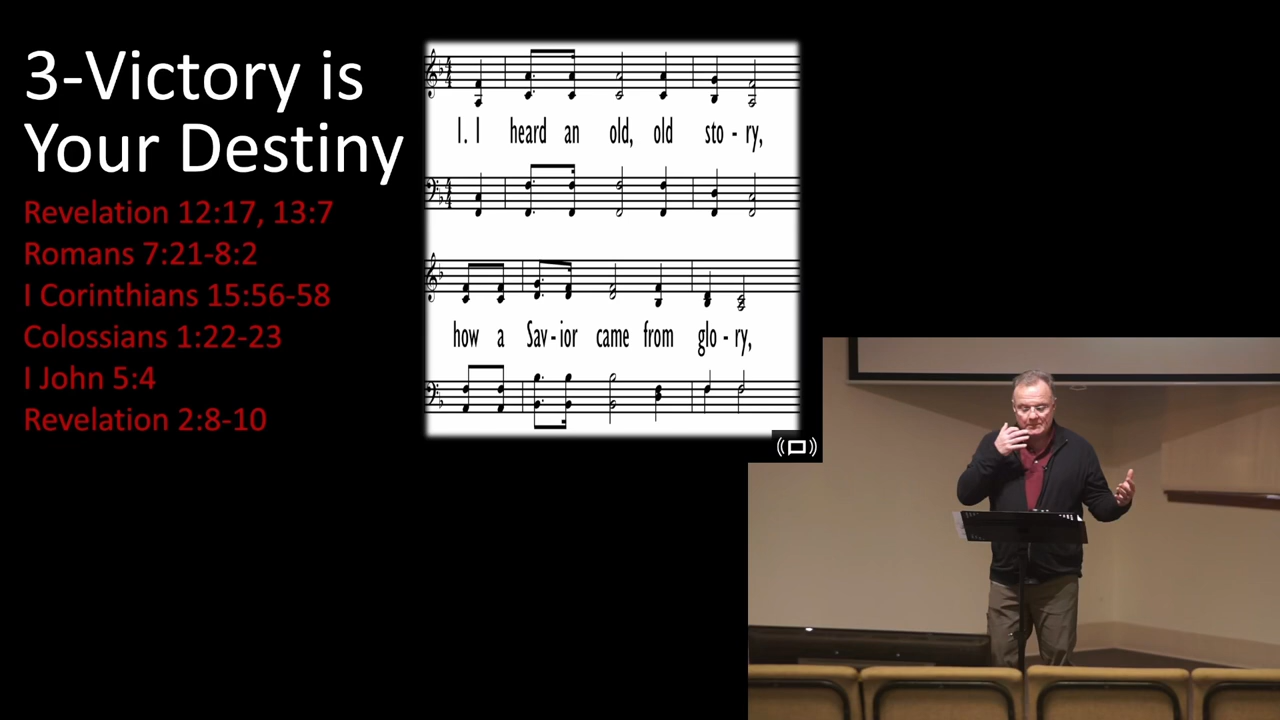 3-Victory is
Your Destiny
Revelation 12:17, 13:7
Romans 7:21-8:2
I Corinthians 15:56-58
Colossians 1:22-23
I John 5:4
Revelation 2:8-10
1. I heard an old, old sto - ry,
how a Sav - ior came from glo - ry,